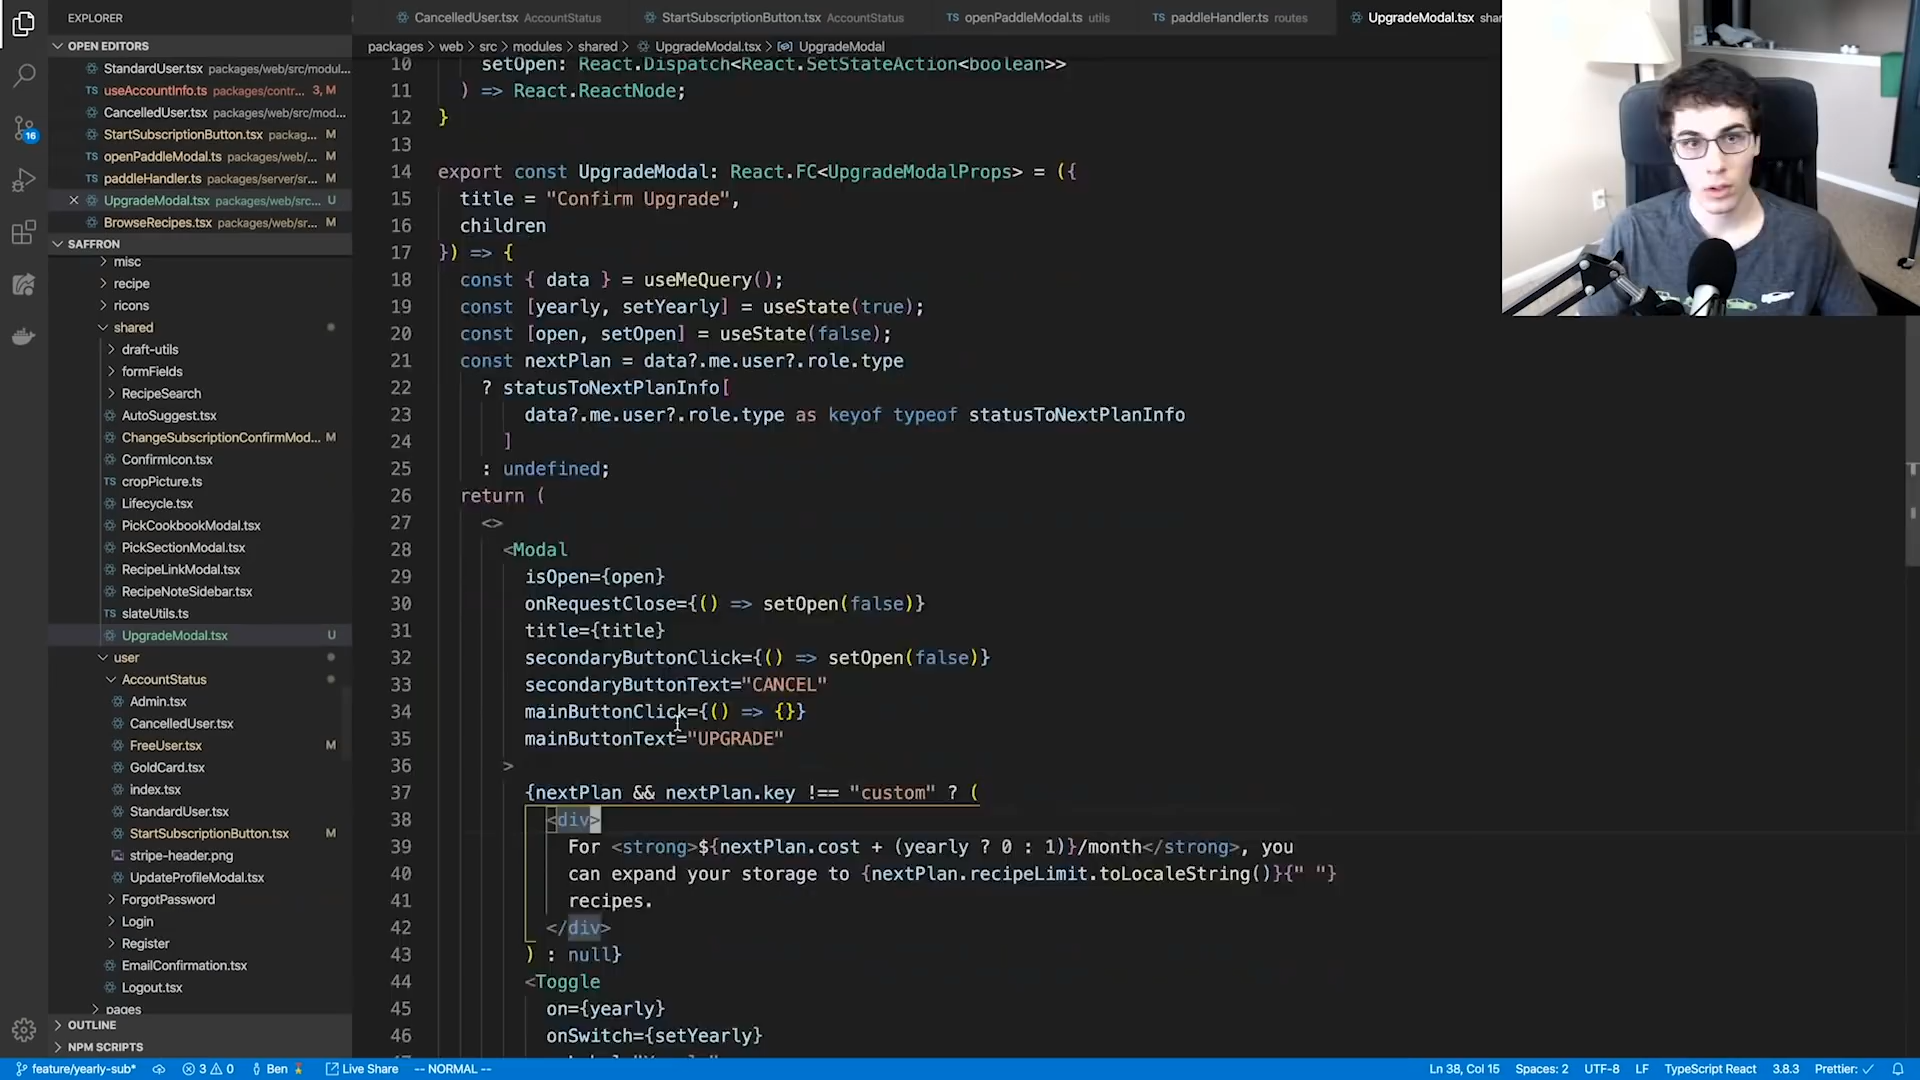 EXPLORER
CancelledUser.tsx AccountStatus
StartSubscriptionButton.tsx AccountStatus
openPaddleModal.ts utils
paddleHandler.ts routes
UpgradeModal.tsx
OPEN EDITORS
packages > web > src > modules > shared > UpgradeModal.tsx > UpgradeModal
StandardUser.tsx packages/web/src/modul...
useAccountInfo.ts packages/contr... 3, M
CancelledUser.tsx packages/web/src/mod...
StartSubscriptionButton.tsx packag... M
openPaddleModal.ts packages/web/... M
paddleHandler.ts packages/server/sr... M
UpgradeModal.tsx packages/web/src... U
BrowseRecipes.tsx packages/web/sr... M
SAFFRON
misc
recipe
ricons
shared
draft-utils
formFields
RecipeSearch
AutoSuggest.tsx
ChangeSubscriptionConfirmMod... M
ConfirmIcon.tsx
cropPicture.ts
Lifecycle.tsx
PickCookbookModal.tsx
PickSectionModal.tsx
RecipeLinkModal.tsx
RecipeNoteSidebar.tsx
slateUtils.ts
UpgradeModal.tsx U
user
AccountStatus
Admin.tsx
CancelledUser.tsx
FreeUser.tsx M
GoldCard.tsx
index.tsx
StandardUser.tsx
StartSubscriptionButton.tsx M
stripe-header.png
UpdateProfileModal.tsx
ForgotPassword
Login
Register
EmailConfirmation.tsx
Logout.tsx
pages
OUTLINE
NPM SCRIPTS
10 setOpen: React.Dispatch<React.SetStateAction<boolean>>
11 ) => React.ReactNode;
12 }
13
14 export const UpgradeModal: React.FC<UpgradeModalProps> = ({
15 title = "Confirm Upgrade",
16 children
17 }) => {
18 const { data } = useMeQuery();
19 const [yearly, setYearly] = useState(true);
20 const [open, setOpen] = useState(false);
21 const nextPlan = data?.me.user?.role.type
22 ? statusToNextPlanInfo[
23 data?.me.user?.role.type as keyof typeof statusToNextPlanInfo
24 ]
25 : undefined;
26 return (
27 <>
28 <Modal
29 isOpen={open}
30 onRequestClose={() => setOpen(false)}
31 title={title}
32 secondaryButtonClick={() => setOpen(false)}
33 secondaryButtonText="CANCEL"
34 mainButtonClick={() => {}}
35 mainButtonText="UPGRADE"
36 >
37 {nextPlan && nextPlan.key !== "custom" ? (
38 <div>
39 For <strong>${nextPlan.cost + (yearly ? 0 : 1)}/month</strong>, you
40 can expand your storage to {nextPlan.recipeLimit.toLocaleString()}{" "}
41 recipes.
42 </div>
43 ) : null}
44 <Toggle
45 on={yearly}
46 onSwitch={setYearly}
feature/yearly-sub* 3 0 Ben Live Share -- NORMAL -- Ln 38, Col 15 Spaces: 2 UTF-8 LF TypeScript React 3.8.3 Prettier: ✓
16